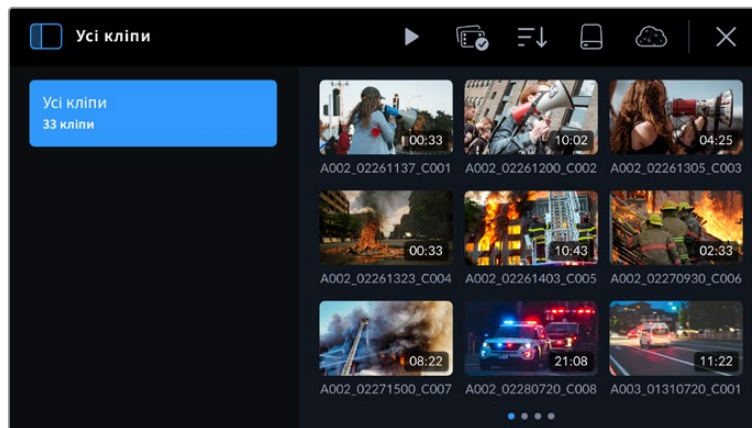 Усі кліпи
Усі кліпи
33 кліпи
00:33
10:02
04:25
A002_02261137_C001
A002_02261200_C002
A002_02261305_C003
00:33
10:43
02:33
A002_02261323_C004
A002_02261403_C005
A002_02270930_C006
08:22
21:08
11:22
A002_02271500_C007
A002_02280720_C008
A003_01310720_C001